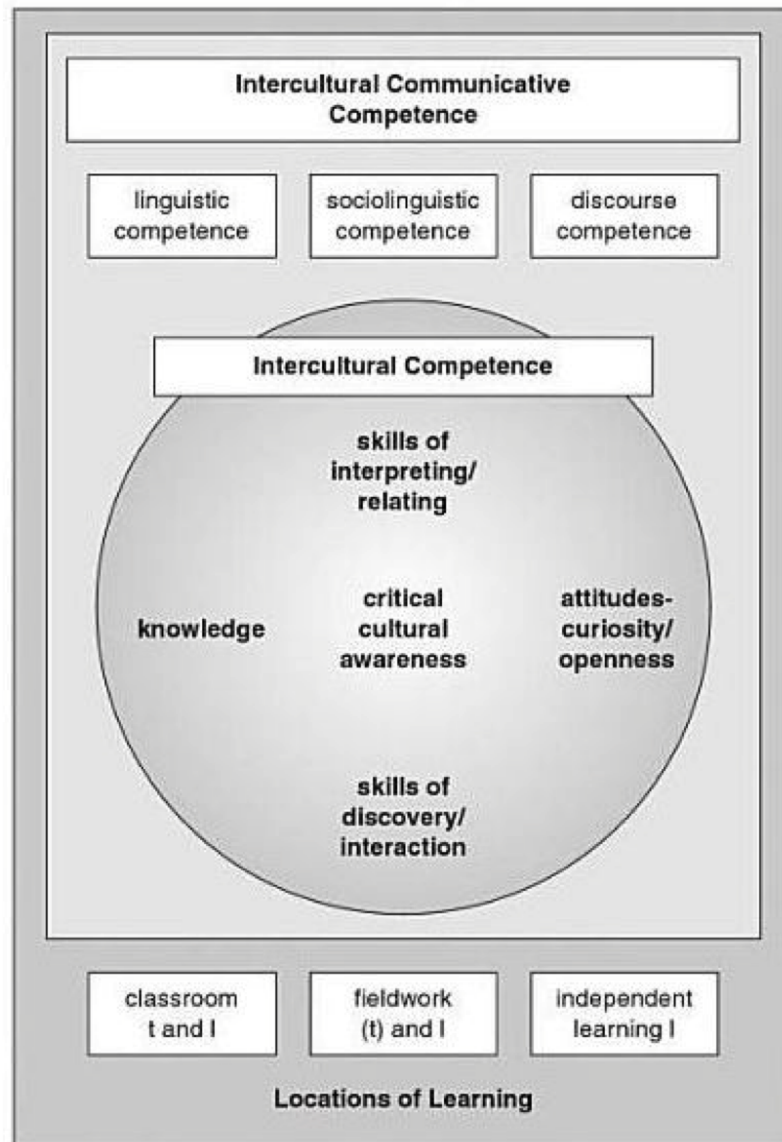 Intercultural Communicative
Competence
linguistic
competence
sociolinguistic
competence
discourse
competence
Intercultural Competence
skills of
interpreting/
relating
knowledge
critical
cultural
awareness
attitudes-
curiosity/
openness
skills of
discovery/
interaction
classroom
t and l
fieldwork
(t) and l
independent
learning l
Locations of Learning